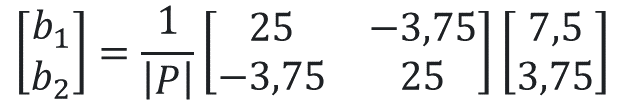 [b₁] = 1/|P| [25 −3,75] [7,5]
[b₂] [−3,75 25] [3,75]